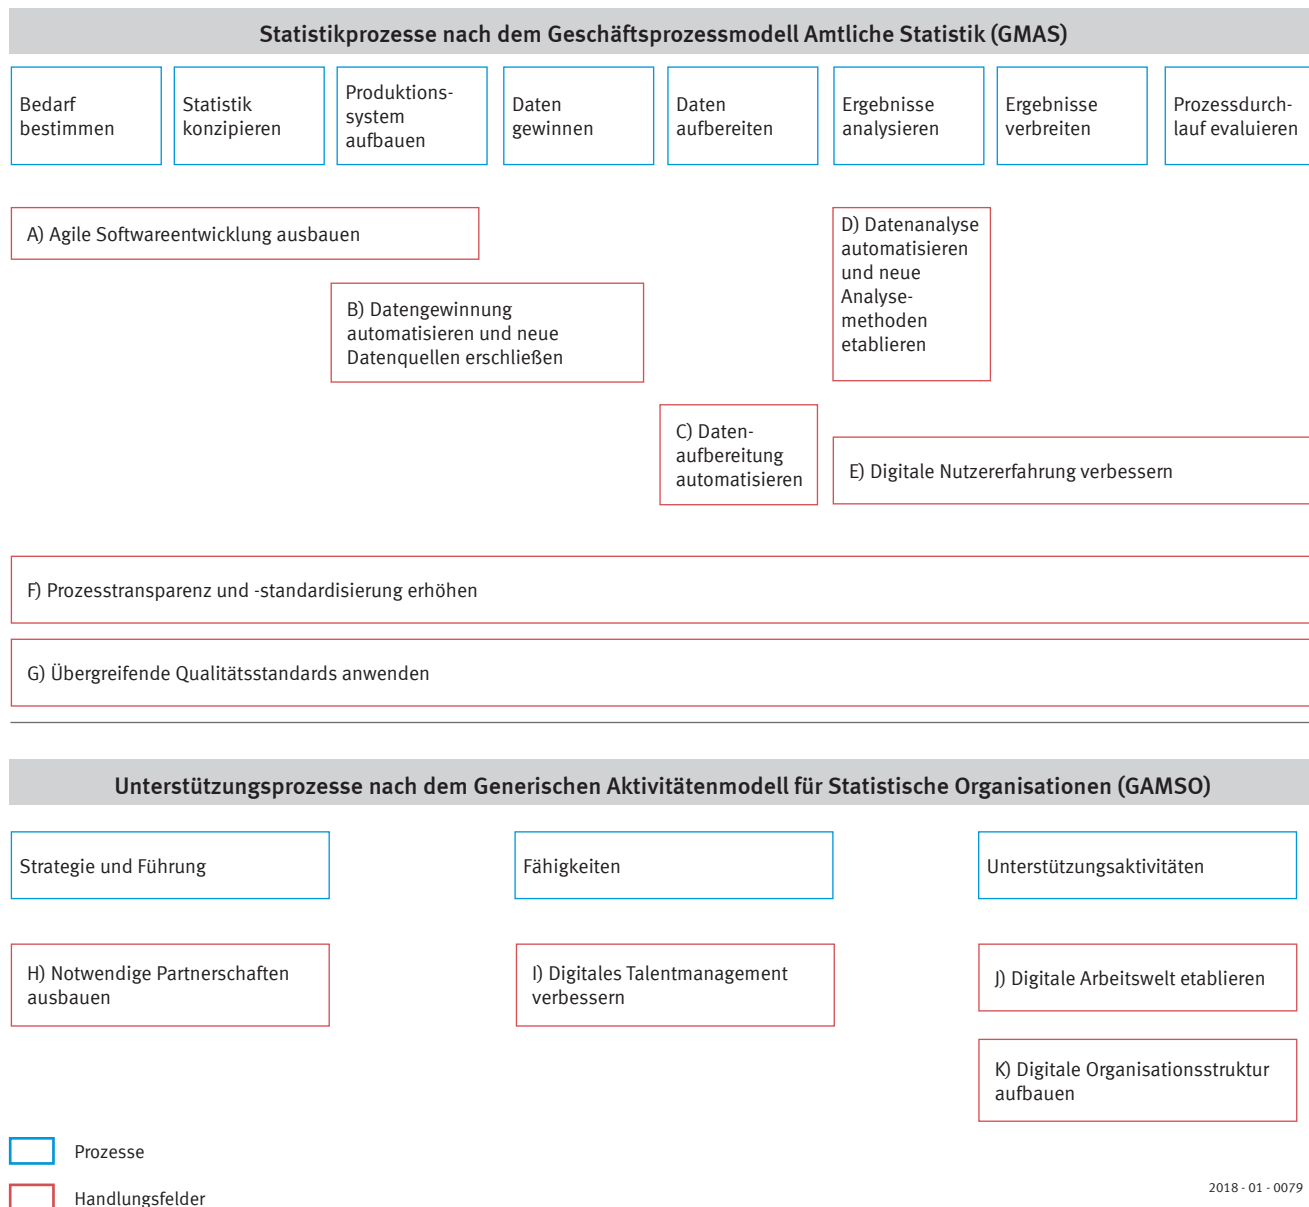 Statistikprozesse nach dem Geschäftsprozessmodell Amtliche Statistik (GMAS)
Bedarf
bestimmen
Statistik
konzipieren
Produktions-
system
aufbauen
Daten
gewinnen
Daten
aufbereiten
Ergebnisse
analysieren
Ergebnisse
verbreiten
Prozessdurch-
lauf evaluieren
A) Agile Softwareentwicklung ausbauen
B) Datengewinnung
automatisieren und neue
Datenquellen erschließen
D) Datenanalyse
automatisieren
und neue
Analyse-
methoden
etablieren
C) Daten-
aufbereitung
automatisieren
E) Digitale Nutzererfahrung verbessern
F) Prozesstransparenz und -standardisierung erhöhen
G) Übergreifende Qualitätsstandards anwenden
Unterstützungsprozesse nach dem Generischen Aktivitätenmodell für Statistische Organisationen (GAMSO)
Strategie und Führung
Fähigkeiten
Unterstützungsaktivitäten
H) Notwendige Partnerschaften
ausbauen
I) Digitales Talentmanagement
verbessern
J) Digitale Arbeitswelt etablieren
K) Digitale Organisationsstruktur
aufbauen
Prozesse
Handlungsfelder
2018 - 01 - 0079